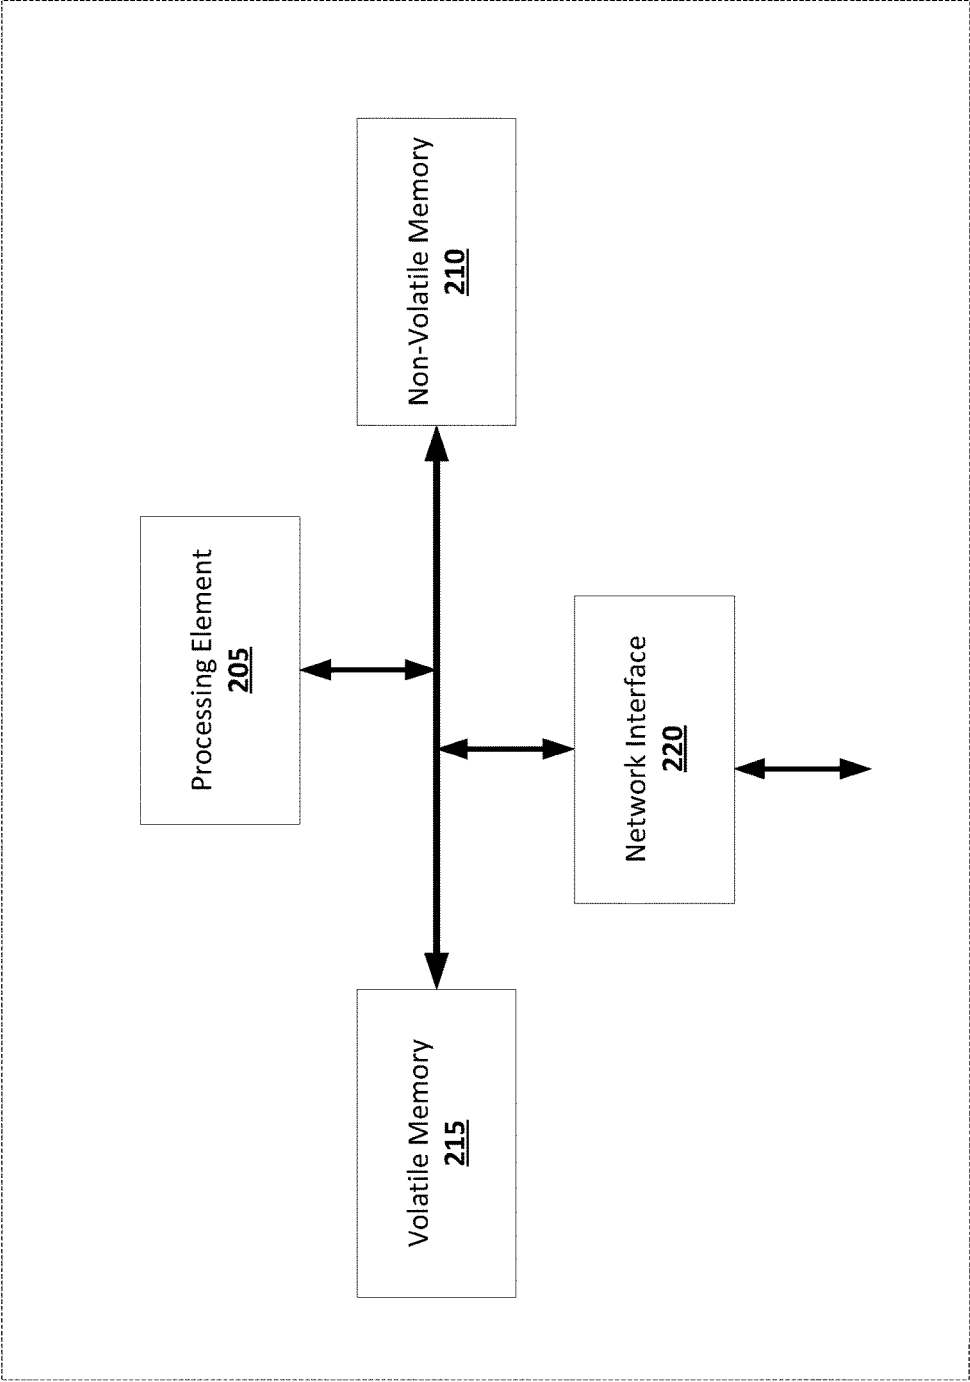 Processing Element
205
Volatile Memory
215
Non-Volatile Memory
210
Network Interface
220